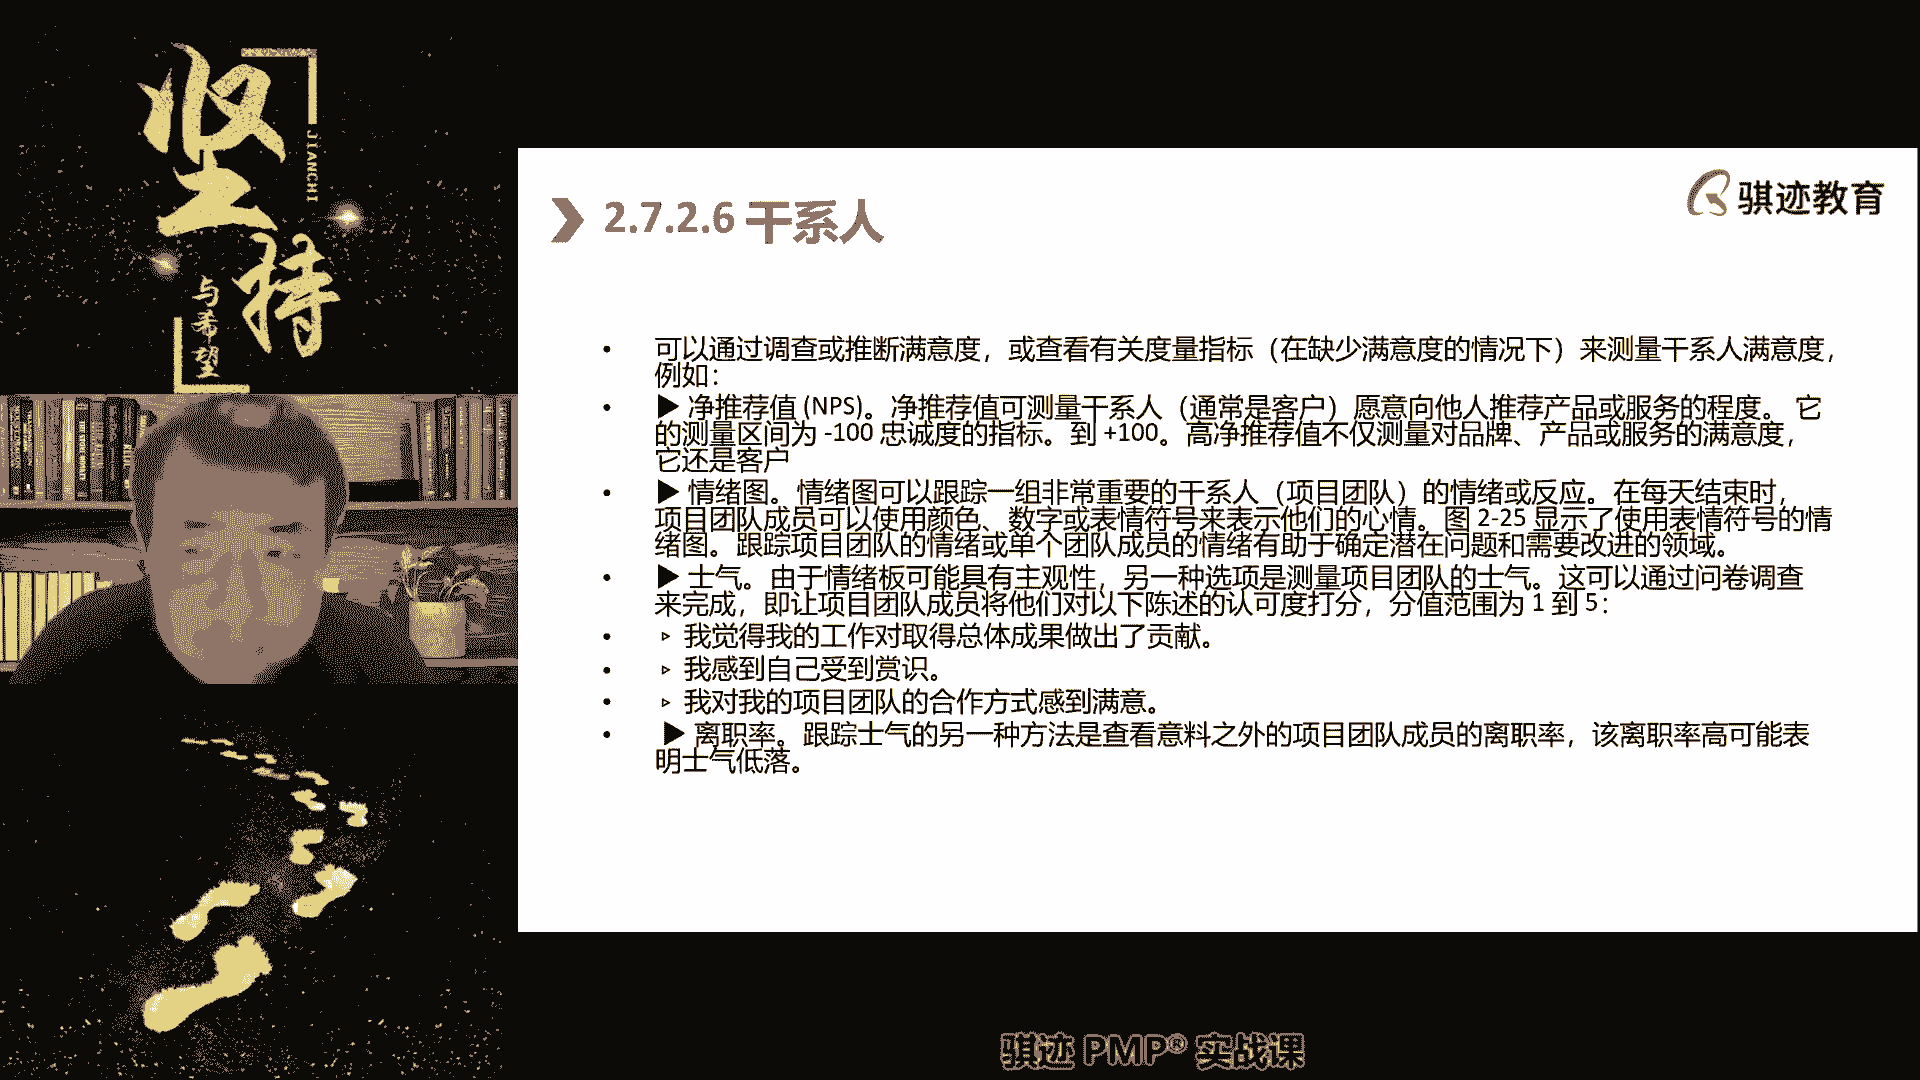 坚持
JIANCHI
与希望
骐迹教育
2.7.2.6 干系人
• 可以通过调查或推断满意度，或查看有关度量指标（在缺少满意度的情况下）来测量干系人满意度，
例如：
• ▶ 净推荐值 (NPS)。净推荐值可测量干系人（通常是客户）愿意向他人推荐产品或服务的程度。 它
的测量区间为 -100 忠诚度的指标。到 +100。高净推荐值不仅测量对品牌、产品或服务的满意度，
它还是客户
• ▶ 情绪图。情绪图可以跟踪一组非常重要的干系人（项目团队）的情绪或反应。在每天结束时，
项目团队成员可以使用颜色、数字或表情符号来表示他们的心情。图 2-25 显示了使用表情符号的情
绪图。跟踪项目团队的情绪或单个团队成员的情绪有助于确定潜在问题和需要改进的领域。
• ▶ 士气。由于情绪板可能具有主观性，另一种选项是测量项目团队的士气。这可以通过问卷调查
来完成，即让项目团队成员将他们对以下陈述的认可度打分，分值范围为 1 到 5：
• ▹ 我觉得我的工作对取得总体成果做出了贡献。
• ▹ 我感到自己受到赏识。
• ▹ 我对我的项目团队的合作方式感到满意。
• ▶ 离职率。跟踪士气的另一种方法是查看意料之外的项目团队成员的离职率，该离职率高可能表
明士气低落。
骐迹 PMP® 实战课